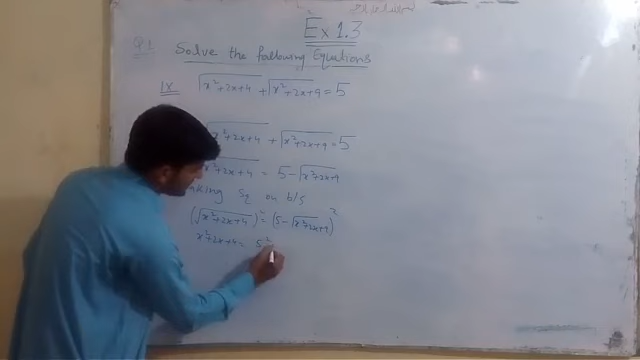 Ex 1.3
Q.1 Solve the following Equations
IX √x²+2x+4 + √x²+2x+9 = 5
√x²+2x+4 + √x²+2x+9 = 5
√x²+2x+4 = 5 - √x²+2x+9
Sq on b/s
(√x²+2x+4)² = (5 - √x²+2x+9)²
x²+2x+4 = 5²